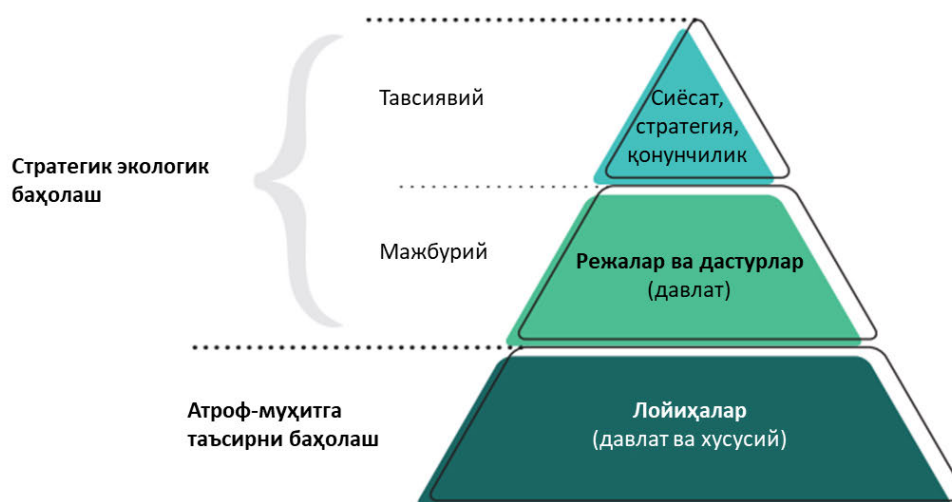 Стратегик экологик
баҳолаш
Тавсиявий
Мажбурий
Сиёсат,
стратегия,
қонунчилик
Режалар ва дастурлар
(давлат)
Атроф-муҳитга
таъсирни баҳолаш
Лойиҳалар
(давлат ва хусусий)